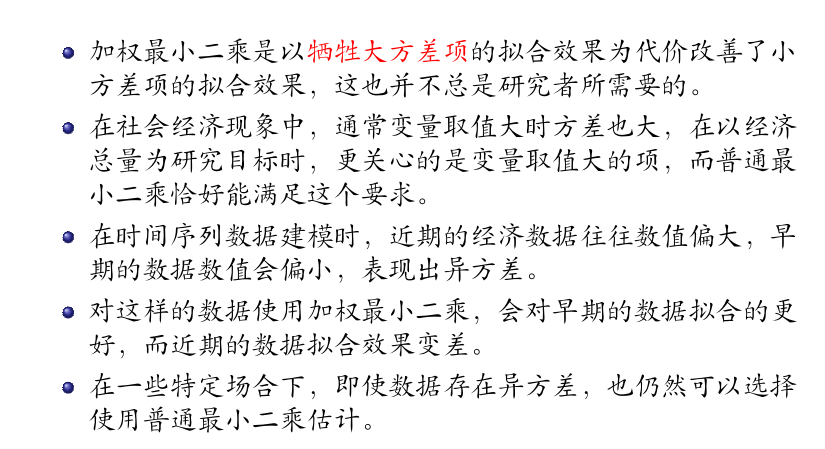 加权最小二乘是以牺牲大方差项的拟合效果为代价改善了小
方差项的拟合效果，这也并不总是研究者所需要的。
在社会经济现象中，通常变量取值大时方差也大，在以经济
总量为研究目标时，更关心的是变量取值大的项，而普通最
小二乘恰好能满足这个要求。
在时间序列数据建模时，近期的经济数据往往数值偏大，早
期的数据数值会偏小，表现出异方差。
对这样的数据使用加权最小二乘，会对早期的数据拟合的更
好，而近期的数据拟合效果变差。
在一些特定场合下，即使数据存在异方差，也仍然可以选择
使用普通最小二乘估计。